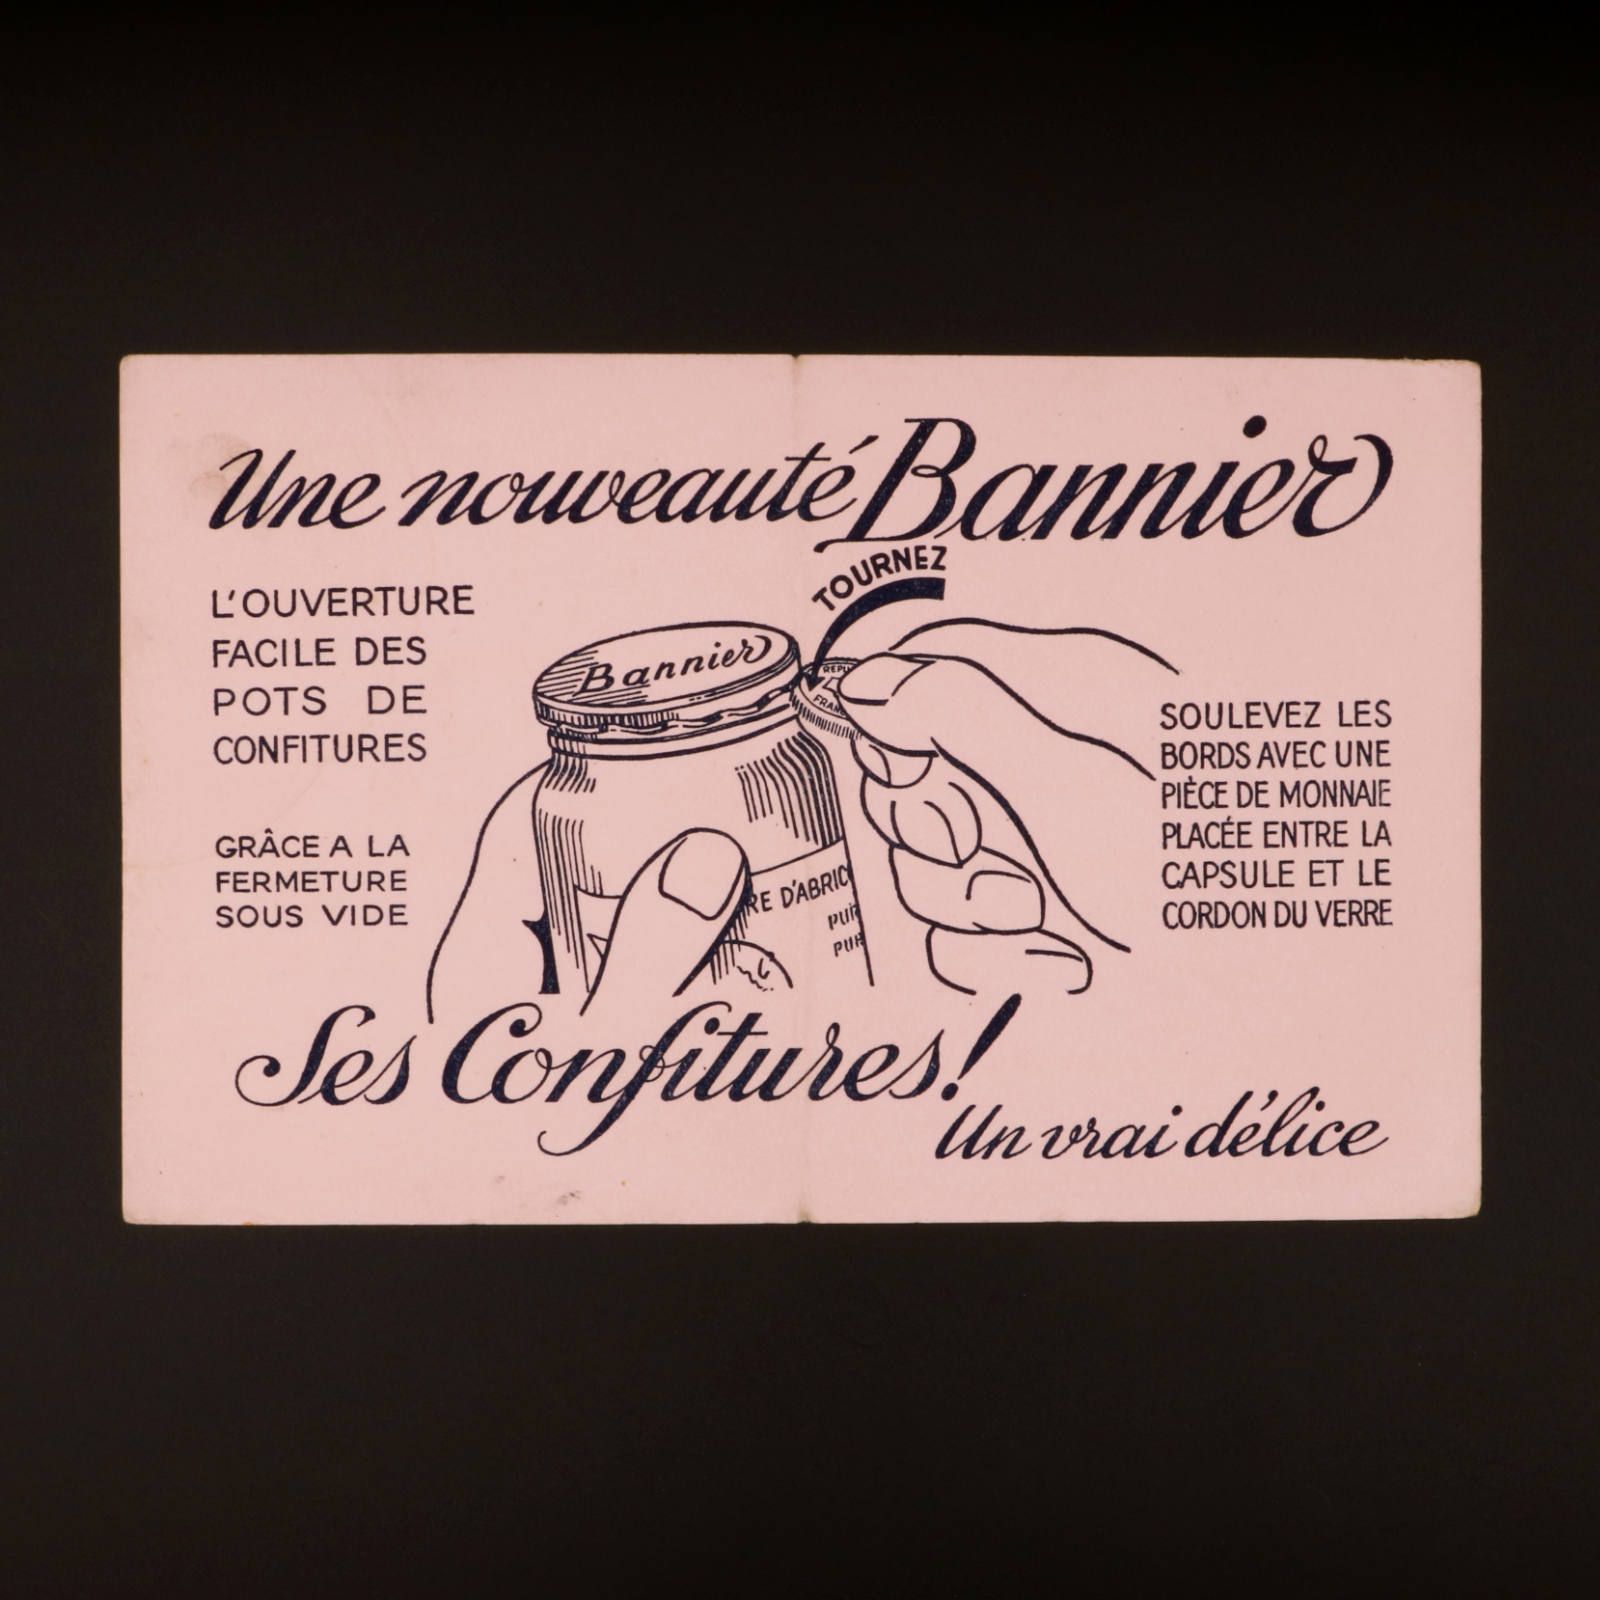 Une nouveauté Bannier
TOURNEZ
L'OUVERTURE
FACILE DES
POTS DE
CONFITURES
GRÂCE A LA
FERMETURE
SOUS VIDE
Bannier
RE D'ABRIC
PUR
PUR
SOULEVEZ LES
BORDS AVEC UNE
PIÈCE DE MONNAIE
PLACÉE ENTRE LA
CAPSULE ET LE
CORDON DU VERRE
Ses Confitures!
Un vrai délice